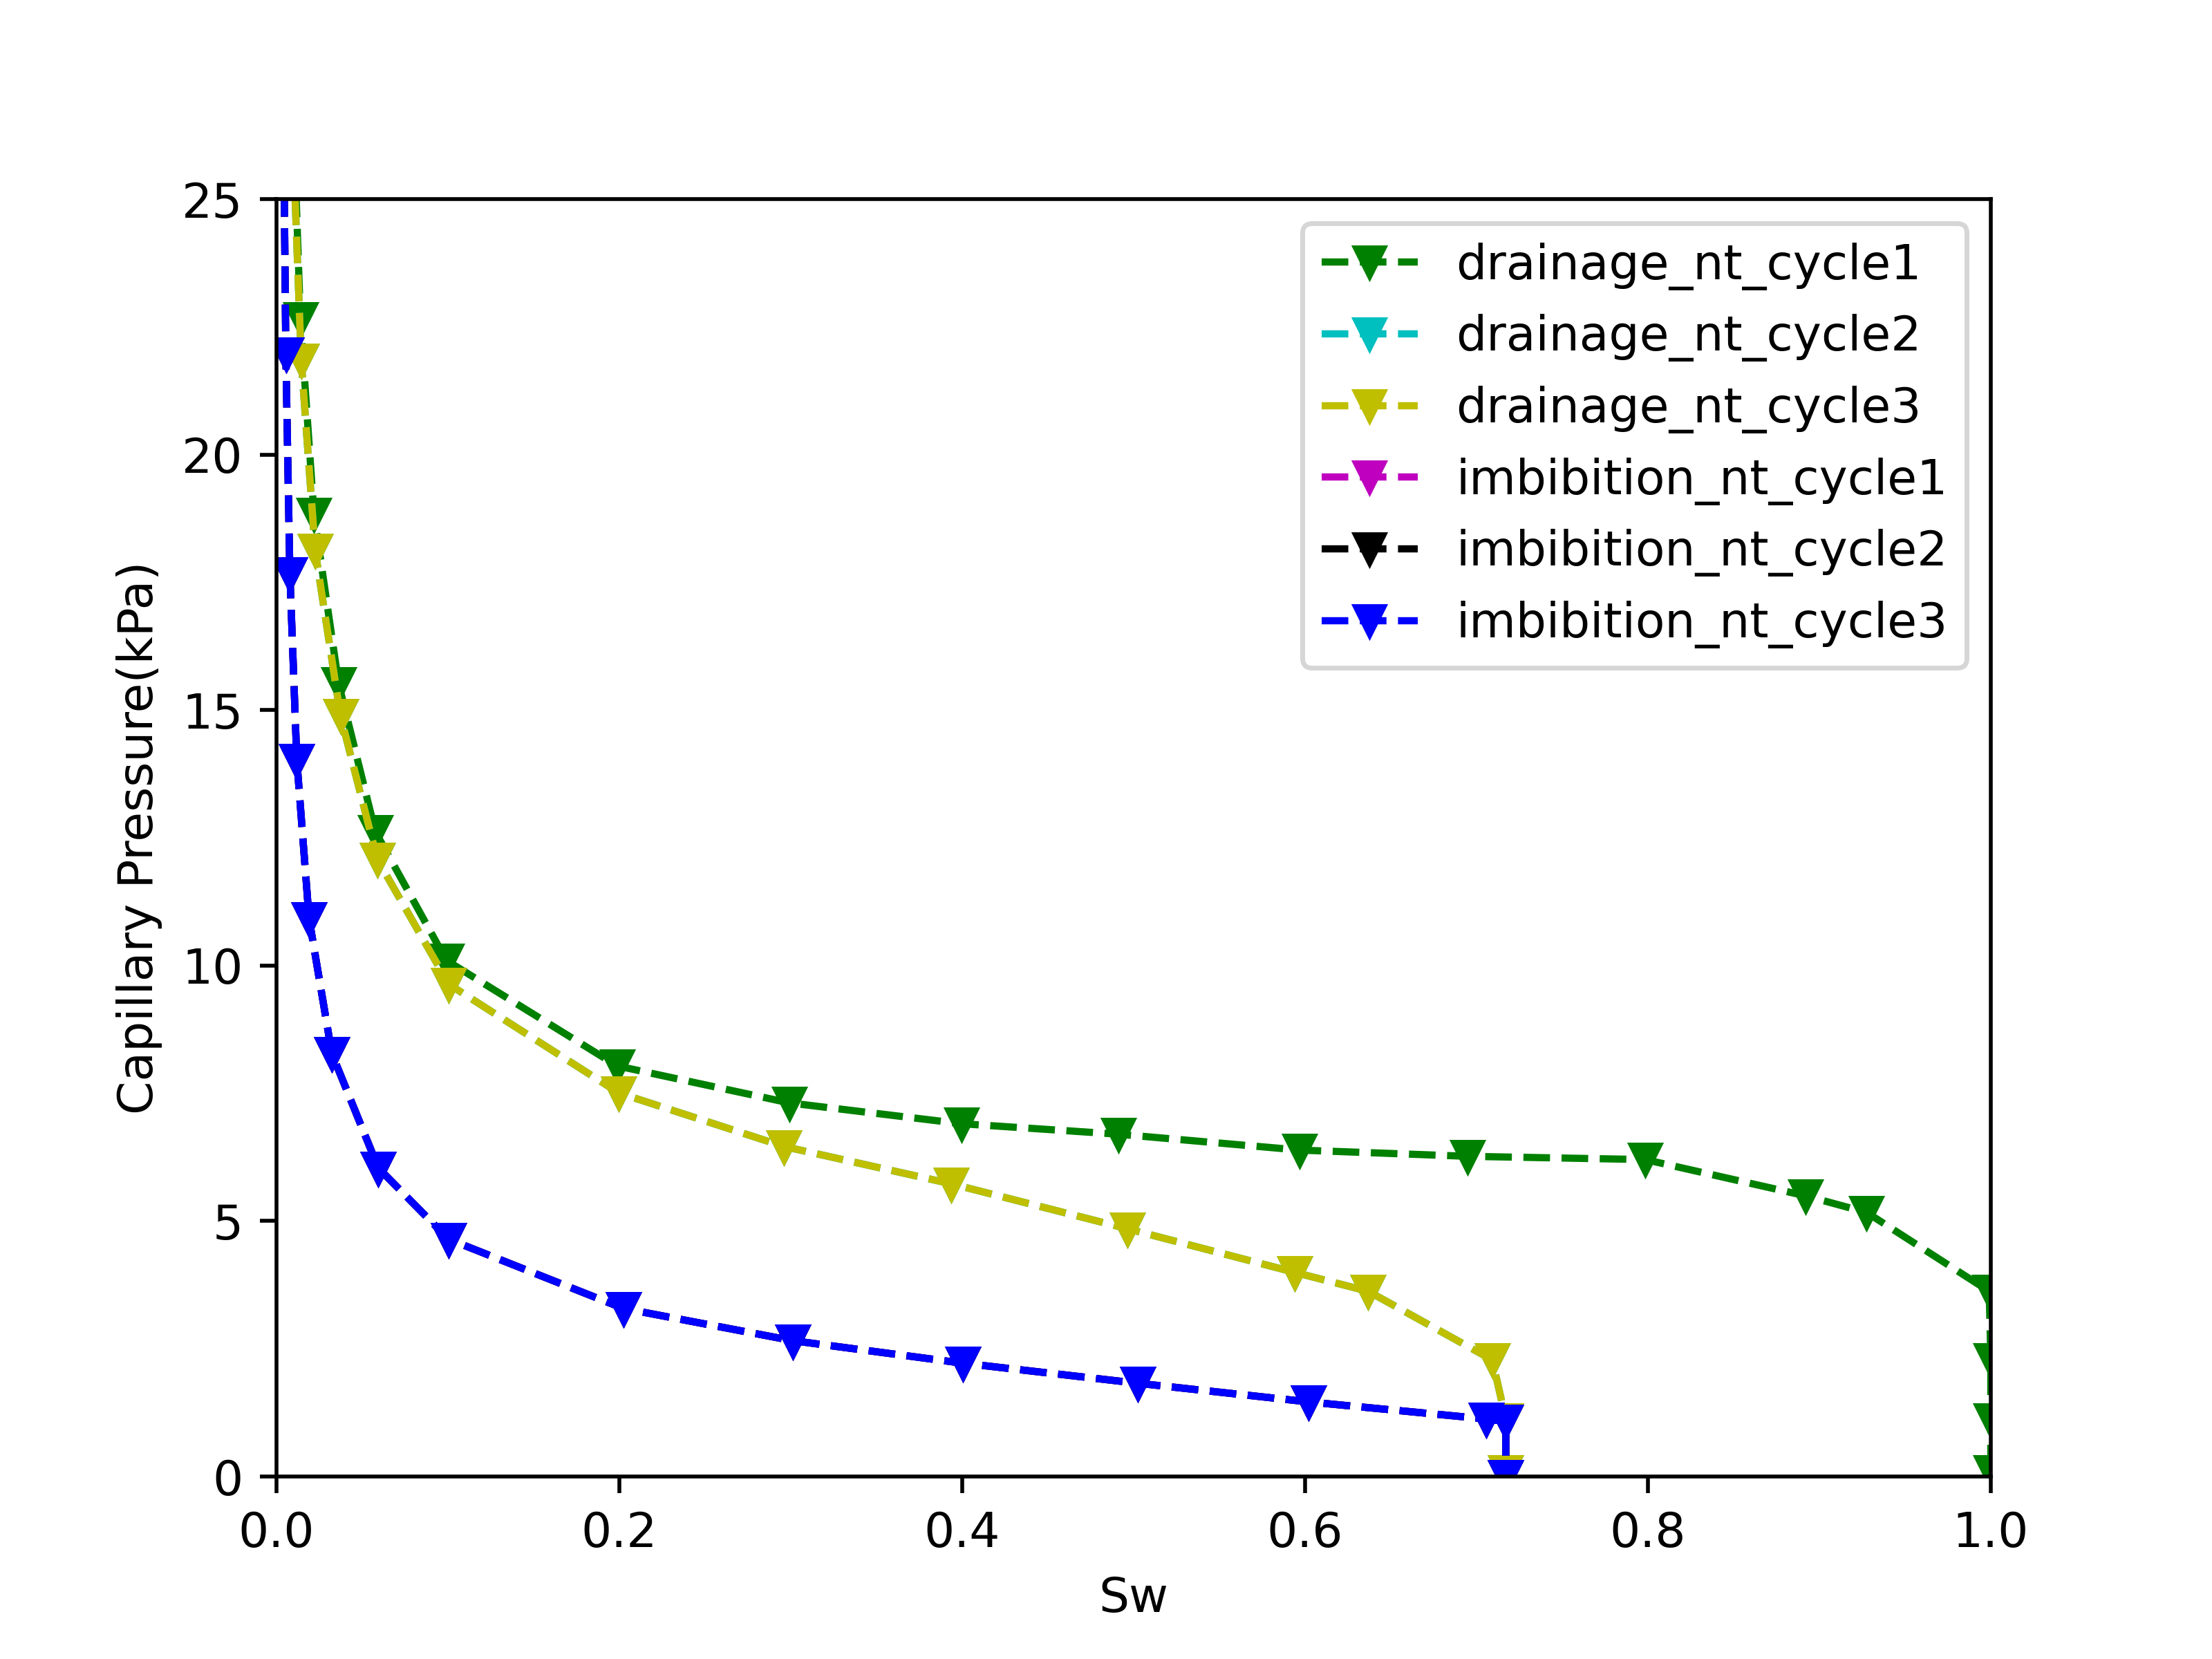 25
20
15
10
5
0
0.0 0.2 0.4 0.6 0.8 1.0
Sw
Capillary Pressure(kPa)
drainage_nt_cycle1
drainage_nt_cycle2
drainage_nt_cycle3
imbibition_nt_cycle1
imbibition_nt_cycle2
imbibition_nt_cycle3